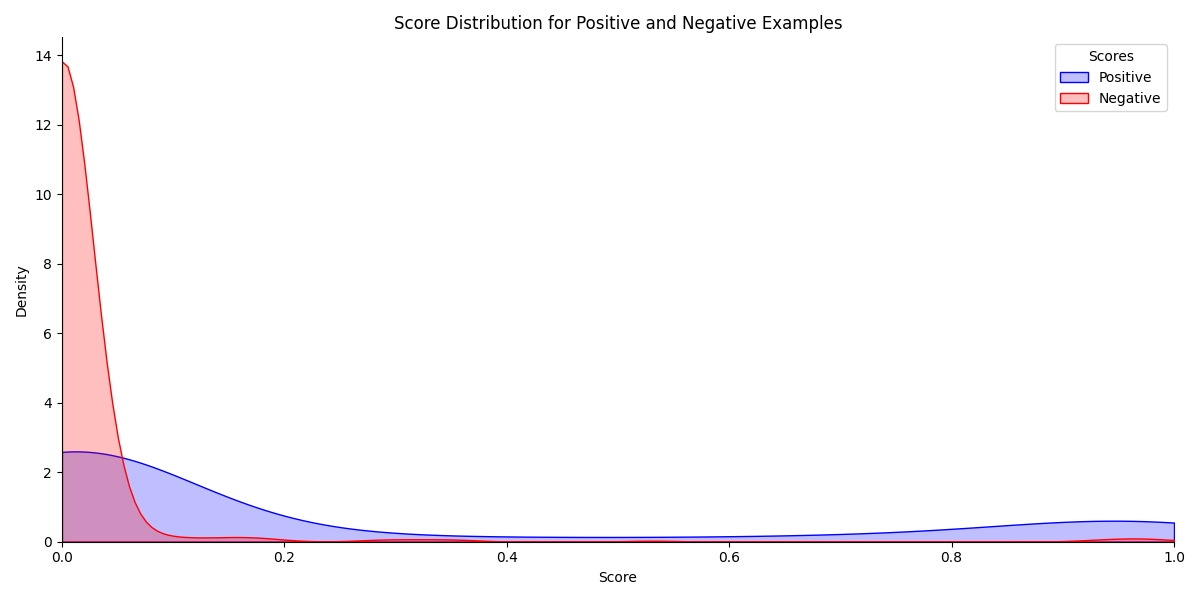 Score Distribution for Positive and Negative Examples
Scores
Positive
Negative
14
12
10
8
6
4
2
0
Density
0.0 0.2 0.4 0.6 0.8 1.0
Score